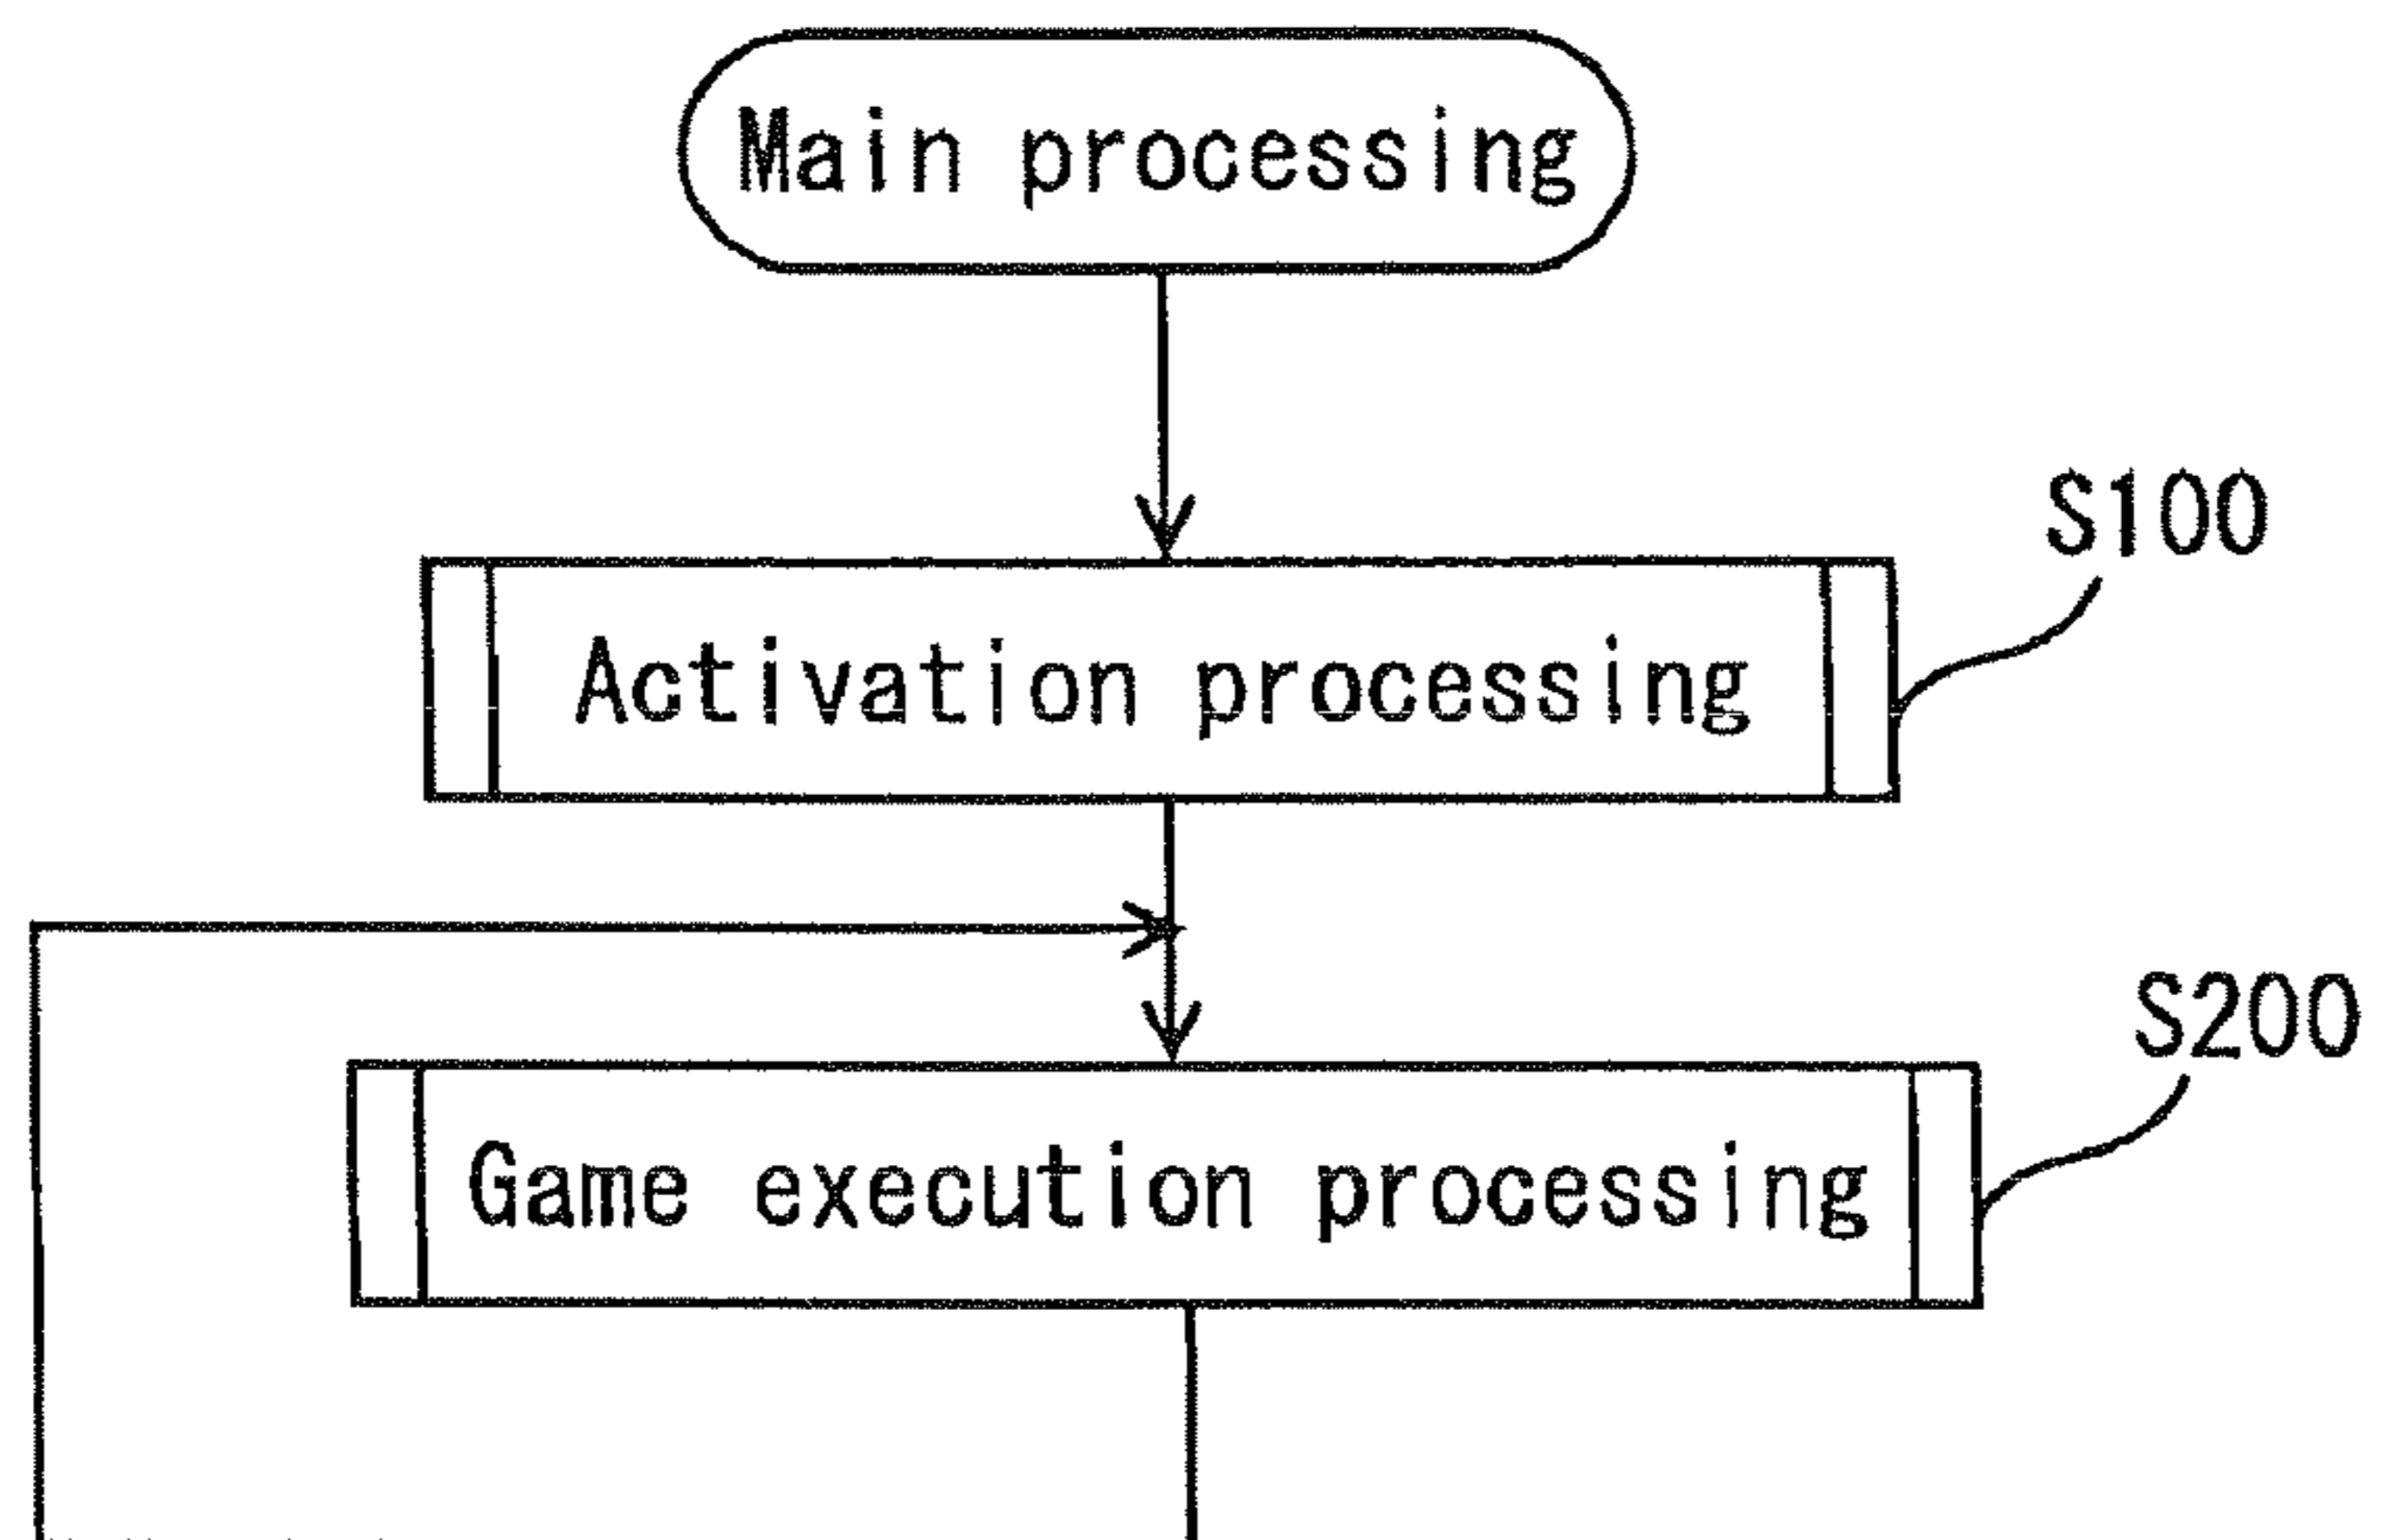 Main processing
S100
Activation processing
S200
Game execution processing